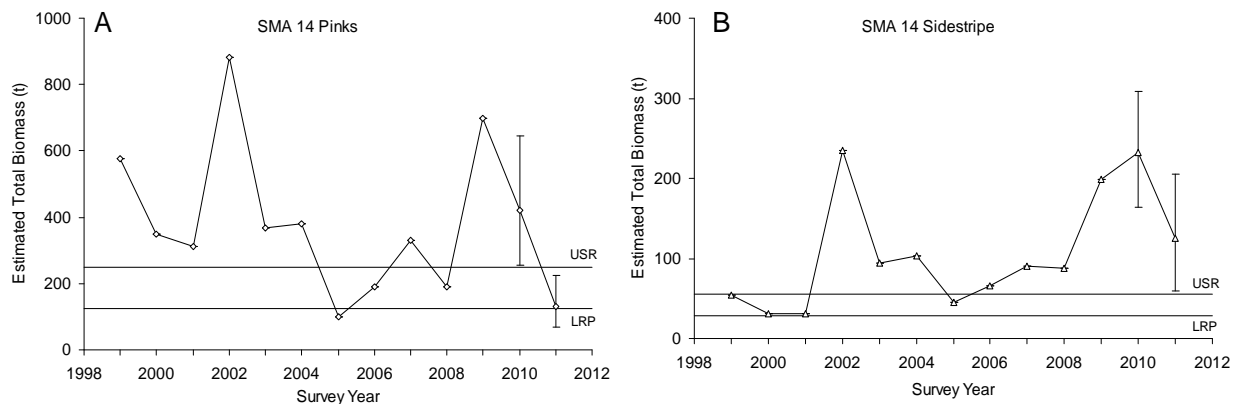 A
SMA 14 Pinks
1000
800
600
400
200
0
Estimated Total Biomass (t)
USR
LRP
1998 2000 2002 2004 2006 2008 2010 2012
Survey Year
B
SMA 14 Sidestripe
400
300
200
100
0
Estimated Total Biomass (t)
USR
LRP
1998 2000 2002 2004 2006 2008 2010 2012
Survey Year